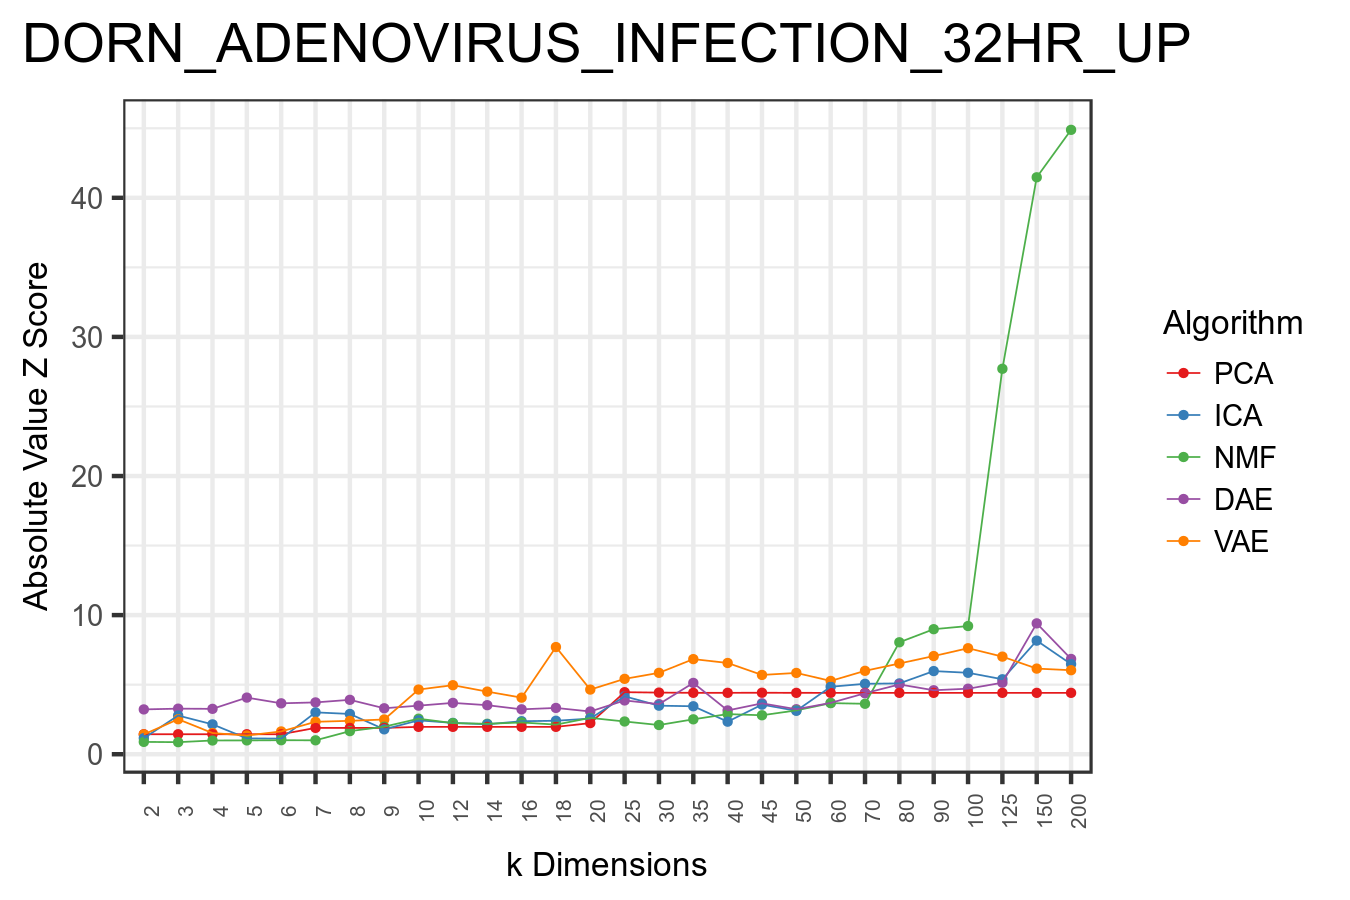 DORN_ADENOVIRUS_INFECTION_32HR_UP
Absolute Value Z Score
40
30
20
10
0
2 3 4 5 6 7 8 9 10 12 14 16 18 20 25 30 35 40 45 50 60 70 80 90 100 125 150 200
k Dimensions
Algorithm
PCA
ICA
NMF
DAE
VAE